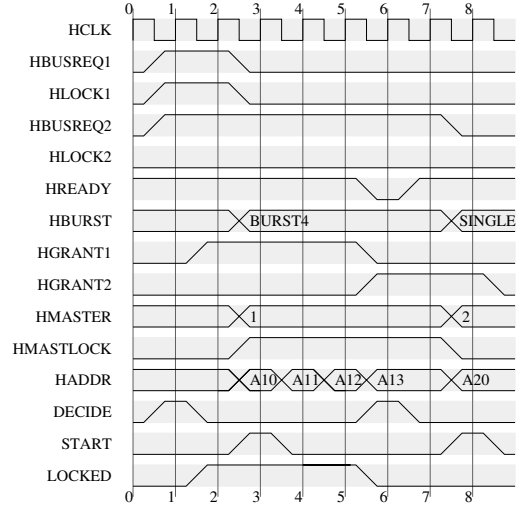 0 1 2 3 4 5 6 7 8
HCLK
HBUSREQ1
HLOCK1
HBUSREQ2
HLOCK2
HREADY
HBURST BURST4 SINGLE
HGRANT1
HGRANT2
HMASTER 1 2
HMASTLOCK
HADDR A10 A11 A12 A13 A20
DECIDE
START
LOCKED
0 1 2 3 4 5 6 7 8